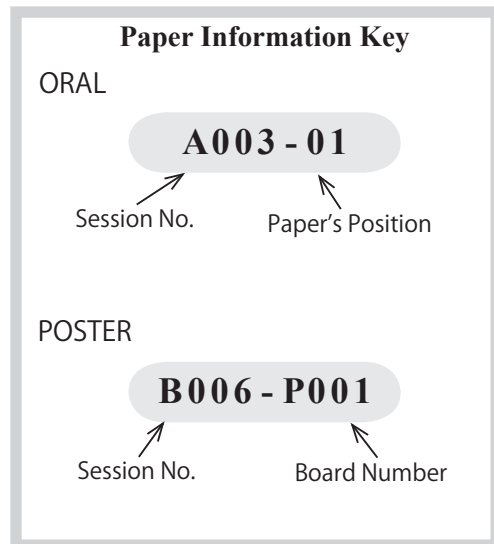 Paper Information Key
ORAL
A003 - 01
Session No. Paper's Position
POSTER
B006 - P001
Session No. Board Number